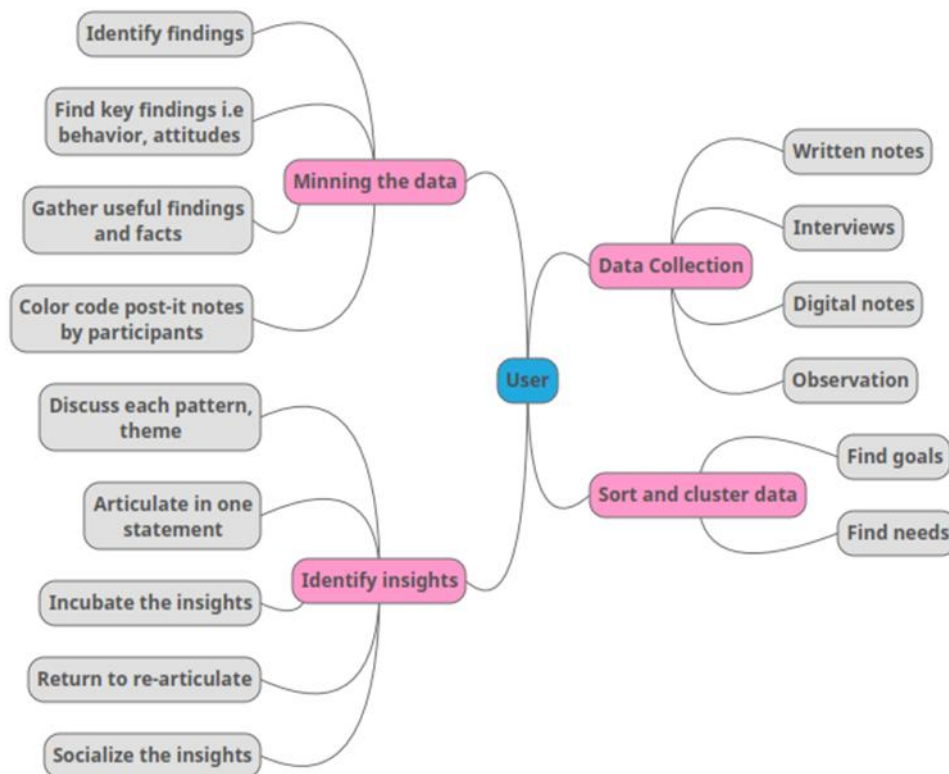 Identify findings
Find key findings i.e
behavior, attitudes
Minning the data
Gather useful findings
and facts
Color code post-it notes
by participants
Written notes
Interviews
Data Collection
Digital notes
Observation
User
Discuss each pattern,
theme
Articulate in one
statement
Identify insights
Incubate the insights
Return to re-articulate
Socialize the insights
Find goals
Sort and cluster data
Find needs